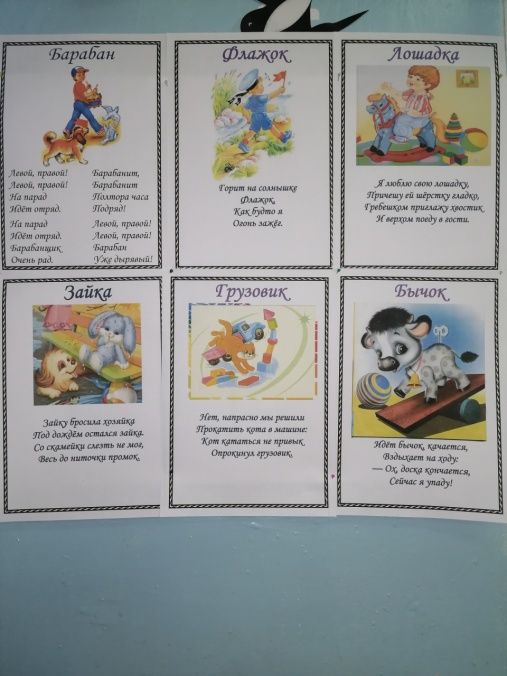 Барабан
Левой, правой!
Левой, правой!
На парад
Идёт отряд.
На парад
Идёт отряд.
Барабанщик
Очень рад.
Барабанит,
Барабанит
Полтора часа
Подряд!
Левой, правой!
Левой, правой!
Барабан
Уже дырявый!
Флажок
Горит на солнышке
Флажок,
Как будто я
Огонь зажёг.
Лошадка
Я люблю свою лошадку,
Причешу ей шёрстку гладко,
Гребешком приглажу хвостик
И верхом поеду в гости.
Зайка
Зайку бросила хозяйка
Под дождём остался зайка.
Со скамейки слезть не мог,
Весь до ниточки промок.
Грузовик
Нет, напрасно мы решили
Прокатить кота в машине:
Кот кататься не привык
Опрокинул грузовик.
Бычок
Идёт бычок, качается,
Вздыхает на ходу:
— Ох, доска кончается,
Сейчас я упаду!